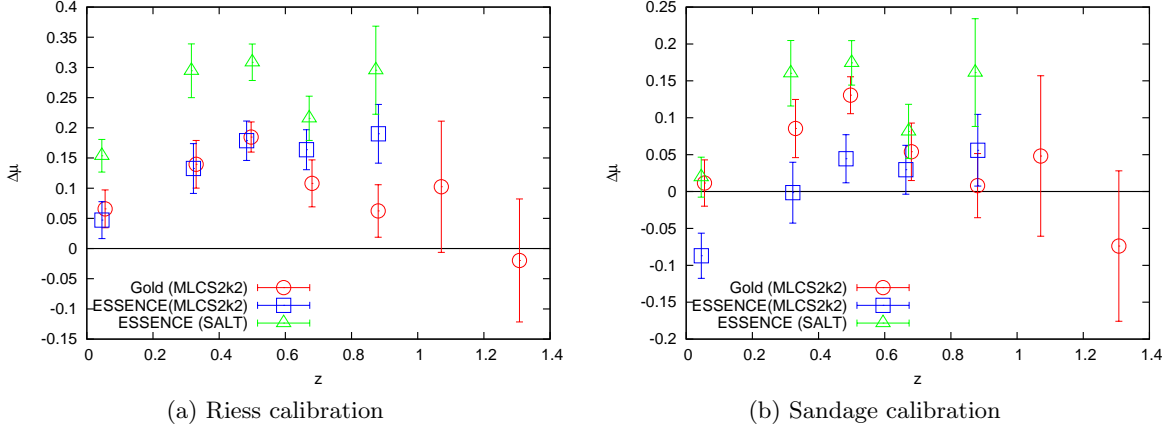 0.4
0.35
0.3
0.25
0.2
0.15
0.1
0.05
0
-0.05
-0.1
-0.15
Δμ
Gold (MLCS2k2)
ESSENCE(MLCS2k2)
ESSENCE (SALT)
0 0.2 0.4 0.6 0.8 1 1.2 1.4
z
(a) Riess calibration
0.25
0.2
0.15
0.1
0.05
0
-0.05
-0.1
-0.15
-0.2
Δμ
Gold (MLCS2k2)
ESSENCE(MLCS2k2)
ESSENCE (SALT)
0 0.2 0.4 0.6 0.8 1 1.2 1.4
z
(b) Sandage calibration